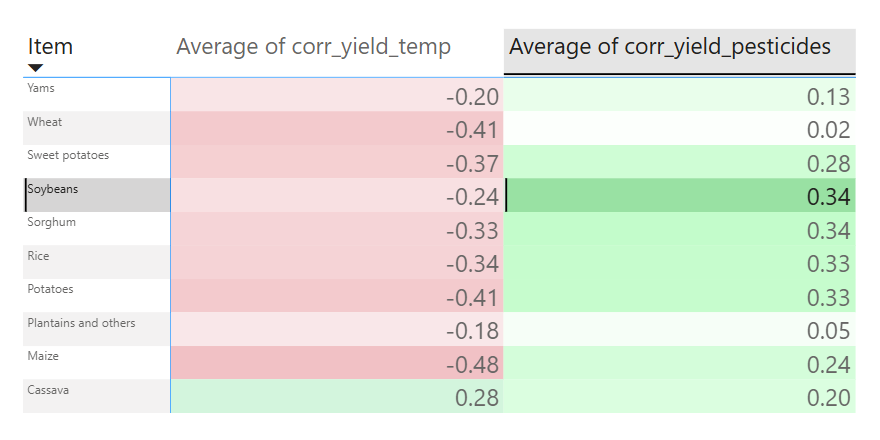 Item Average of corr_yield_temp Average of corr_yield_pesticides
Yams -0.20 0.13
Wheat -0.41 0.02
Sweet potatoes -0.37 0.28
Soybeans -0.24 0.34
Sorghum -0.33 0.34
Rice -0.34 0.33
Potatoes -0.41 0.33
Plantains and others -0.18 0.05
Maize -0.48 0.24
Cassava 0.28 0.20